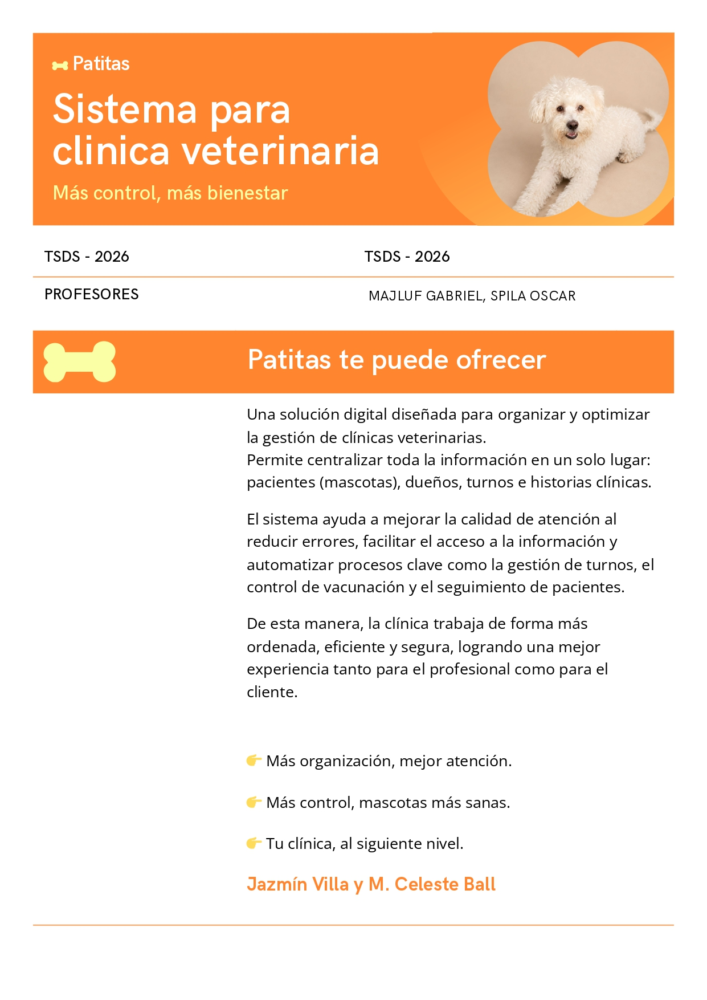 Patitas
Sistema para
clinica veterinaria
Más control, más bienestar
TSDS - 2026
TSDS - 2026
PROFESORES
MAJLUF GABRIEL, SPILA OSCAR
Patitas te puede ofrecer
Una solución digital diseñada para organizar y optimizar
la gestión de clínicas veterinarias.
Permite centralizar toda la información en un solo lugar:
pacientes (mascotas), dueños, turnos e historias clínicas.
El sistema ayuda a mejorar la calidad de atención al
reducir errores, facilitar el acceso a la información y
automatizar procesos clave como la gestión de turnos, el
control de vacunación y el seguimiento de pacientes.
De esta manera, la clínica trabaja de forma más
ordenada, eficiente y segura, logrando una mejor
experiencia tanto para el profesional como para el
cliente.
👉 Más organización, mejor atención.
👉 Más control, mascotas más sanas.
👉 Tu clínica, al siguiente nivel.
Jazmín Villa y M. Celeste Ball